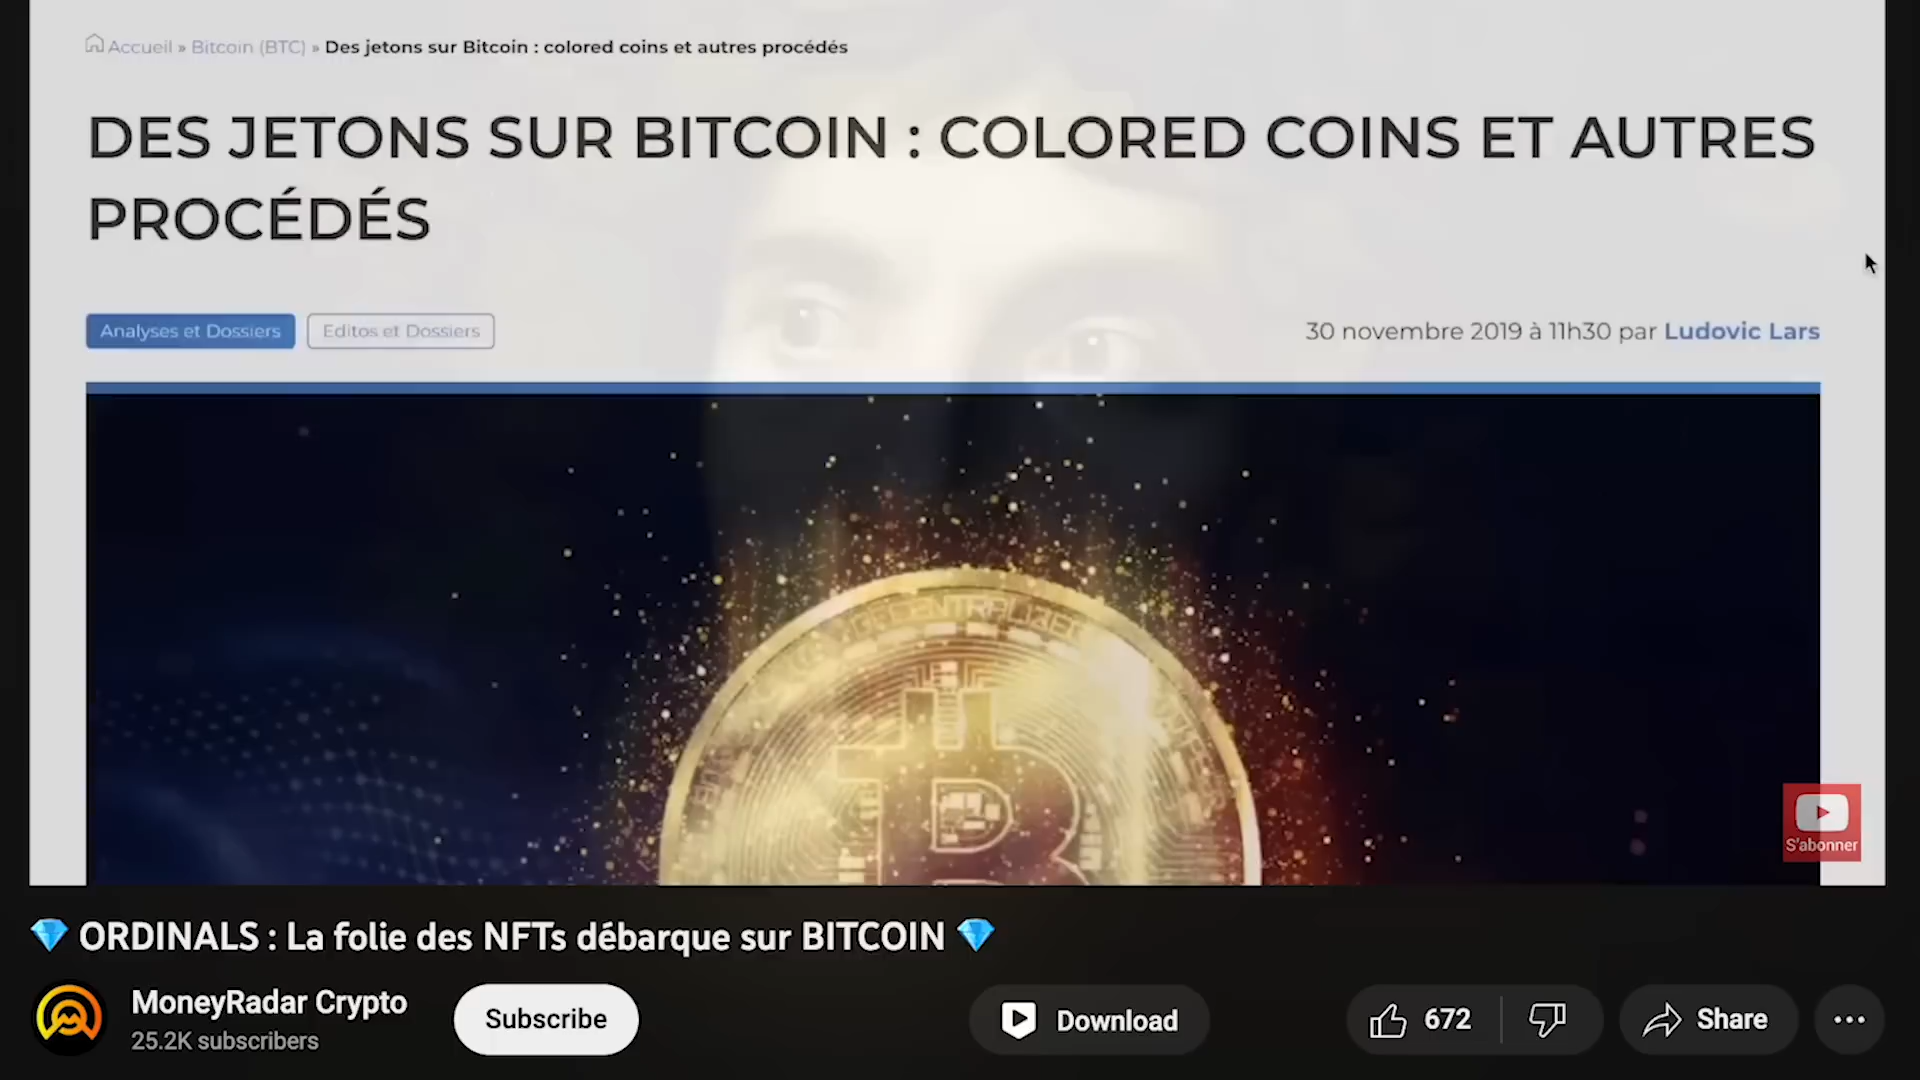 Accueil » Bitcoin (BTC) » Des jetons sur Bitcoin : colored coins et autres procédés
DES JETONS SUR BITCOIN : COLORED COINS ET AUTRES
PROCÉDÉS
Analyses et Dossiers
Editos et Dossiers
30 novembre 2019 à 11h30 par Ludovic Lars
DECENTRALIZED
S'abonner
💎 ORDINALS : La folie des NFTs débarque sur BITCOIN 💎
MoneyRadar Crypto
25.2K subscribers
Subscribe
Download
672
Share